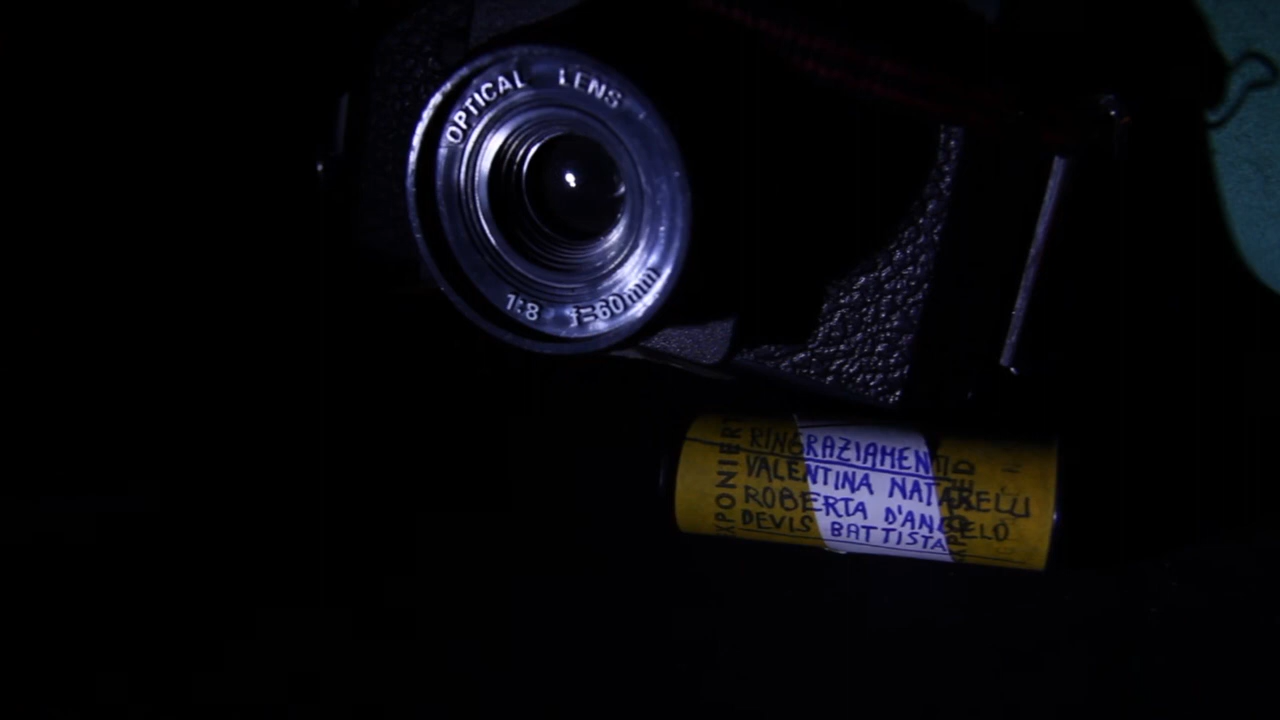 OPTICAL LENS
1:8 f=60mm
RINGRAZIAMENTI
VALENTINA NATARELLI
ROBERTA D'ANGELO
DEVIS BATTISTA